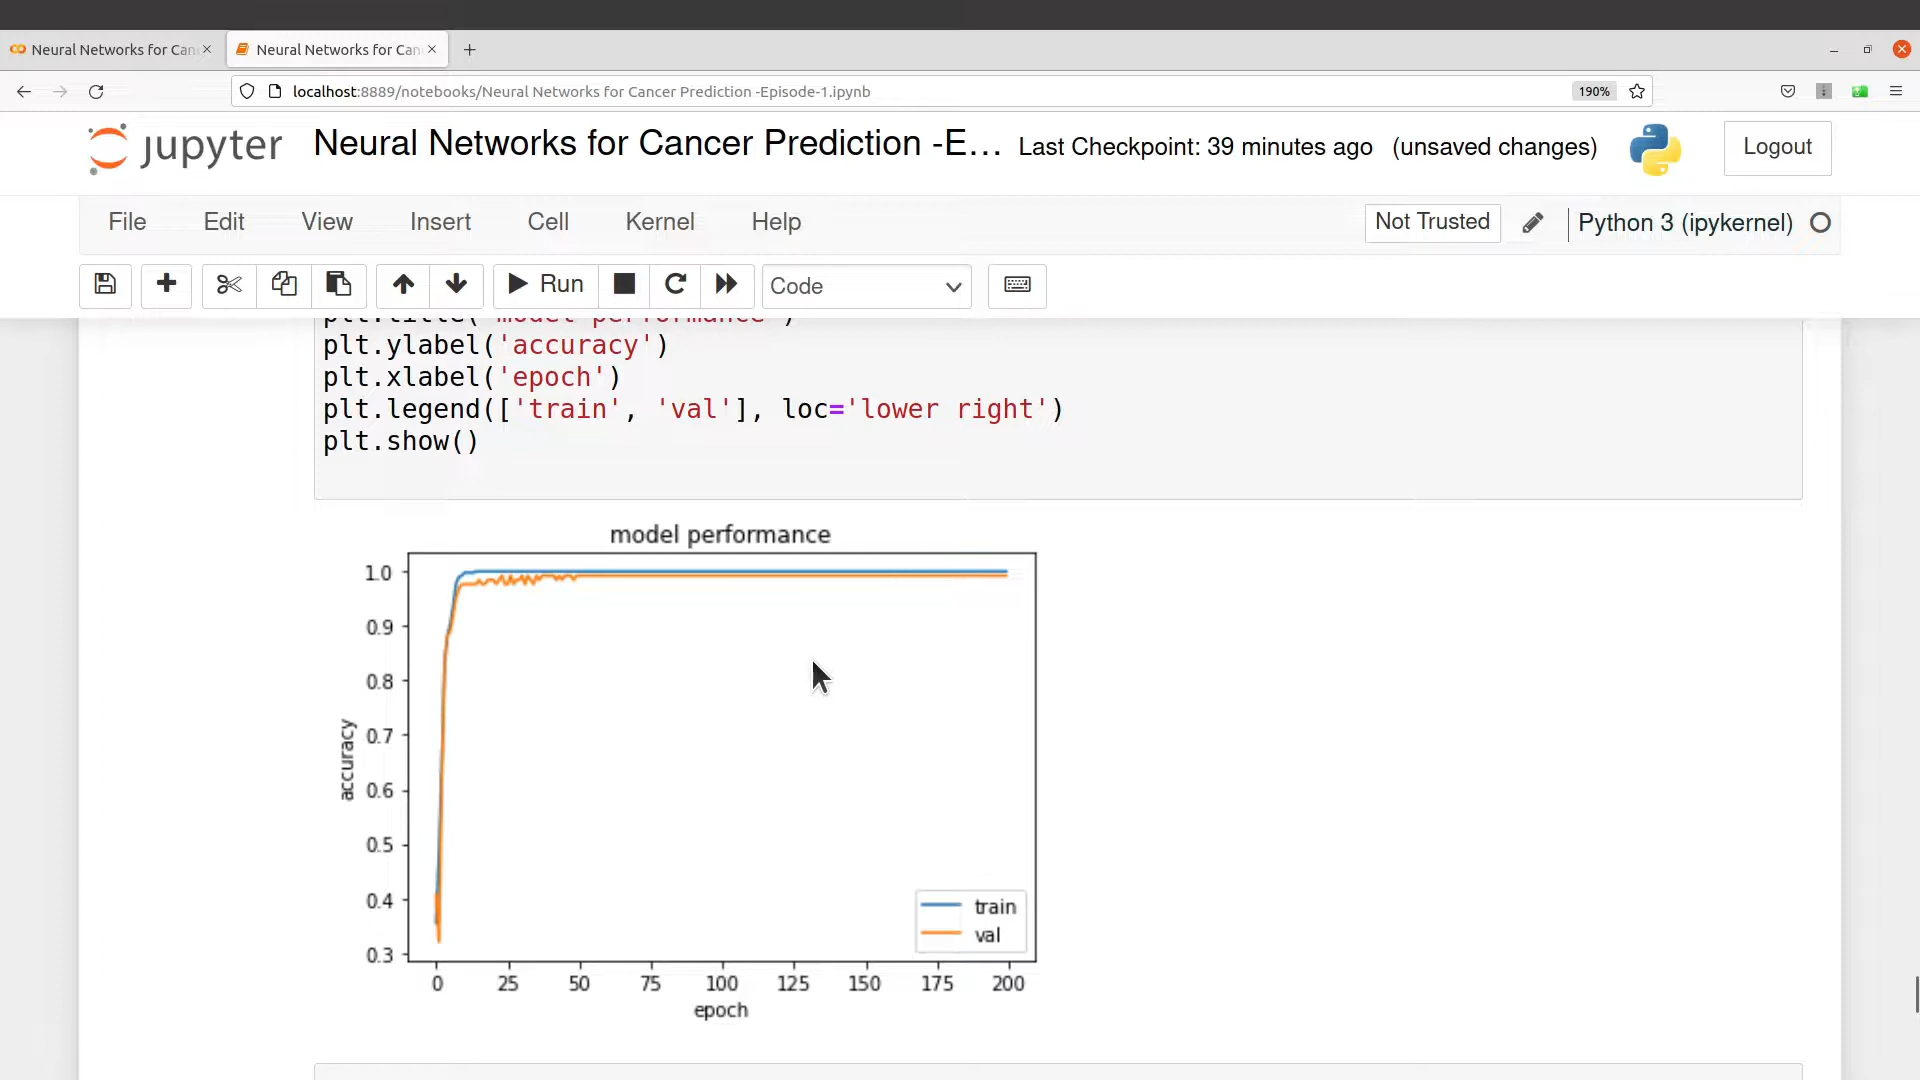 Neural Networks for Can
Neural Networks for Can
localhost:8889/notebooks/Neural Networks for Cancer Prediction -Episode-1.ipynb
190%
jupyter
Neural Networks for Cancer Prediction -E...
Last Checkpoint: 39 minutes ago
(unsaved changes)
Logout
File
Edit
View
Insert
Cell
Kernel
Help
Not Trusted
Python 3 (ipykernel)
Run
Code
plt.title('model performance')
plt.ylabel('accuracy')
plt.xlabel('epoch')
plt.legend(['train', 'val'], loc='lower right')
plt.show()
model performance
1.0
0.9
0.8
0.7
0.6
0.5
0.4
0.3
accuracy
train
val
0 25 50 75 100 125 150 175 200
epoch